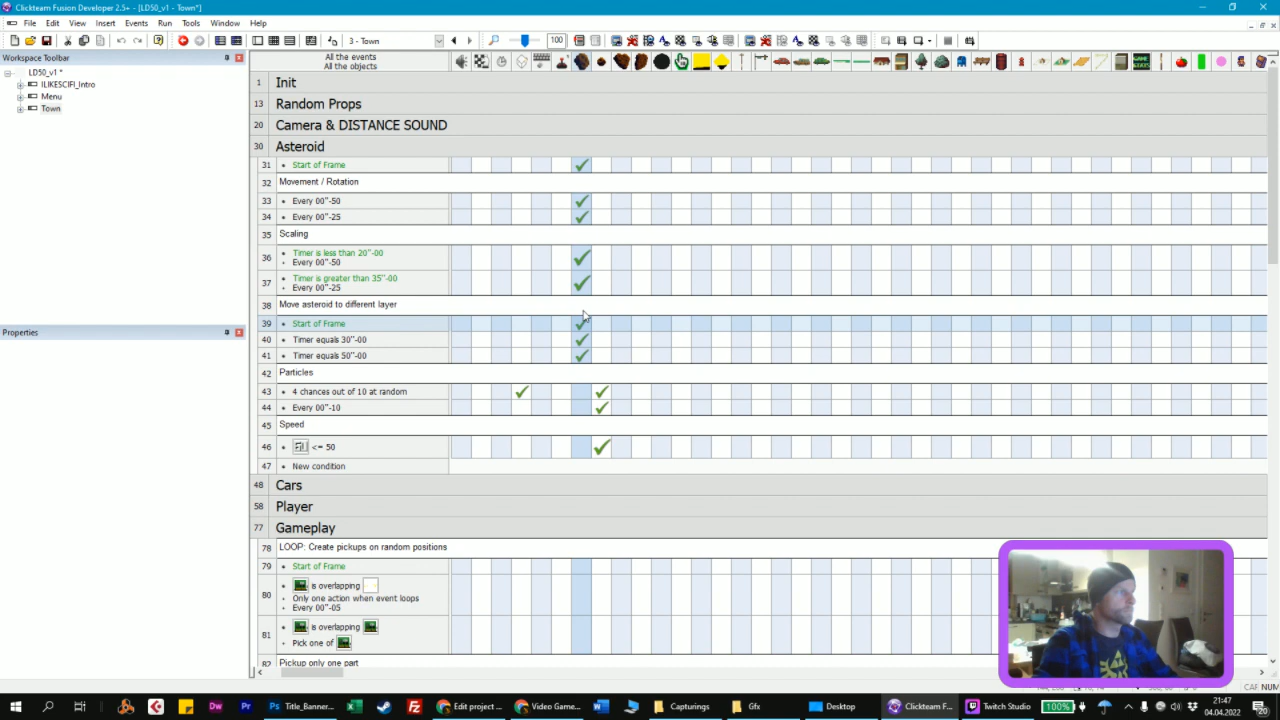 Clickteam Fusion Developer 2.5+ - [LD50_v1 - Town*]
File Edit View Insert Events Run Tools Window Help
3 - Town 100
Workspace Toolbar
LD50_v1 *
ILIKESCIFI_Intro
Menu
Town
Properties
All the events
All the objects
1 Init
13 Random Props
20 Camera & DISTANCE SOUND
30 Asteroid
31 Start of Frame
32 Movement / Rotation
33 Every 00"-50
34 Every 00"-25
35 Scaling
36 Timer is less than 20"-00
Every 00"-50
37 Timer is greater than 35"-00
Every 00"-25
38 Move asteroid to different layer
39 Start of Frame
40 Timer equals 30"-00
41 Timer equals 50"-00
42 Particles
43 4 chances out of 10 at random
44 Every 00"-10
45 Speed
46 <= 50
47 New condition
48 Cars
58 Player
77 Gameplay
78 LOOP: Create pickups on random positions
79 Start of Frame
80 is overlapping
Only one action when event loops
Every 00"-05
81 is overlapping
Pick one of
82 Pickup only one part
CAF NUM
Title_Banner... Edit project ... Video Game... Capturings Gfx Desktop Clickteam F... Twitch Studio 100% 21:47
04.04.2022 20